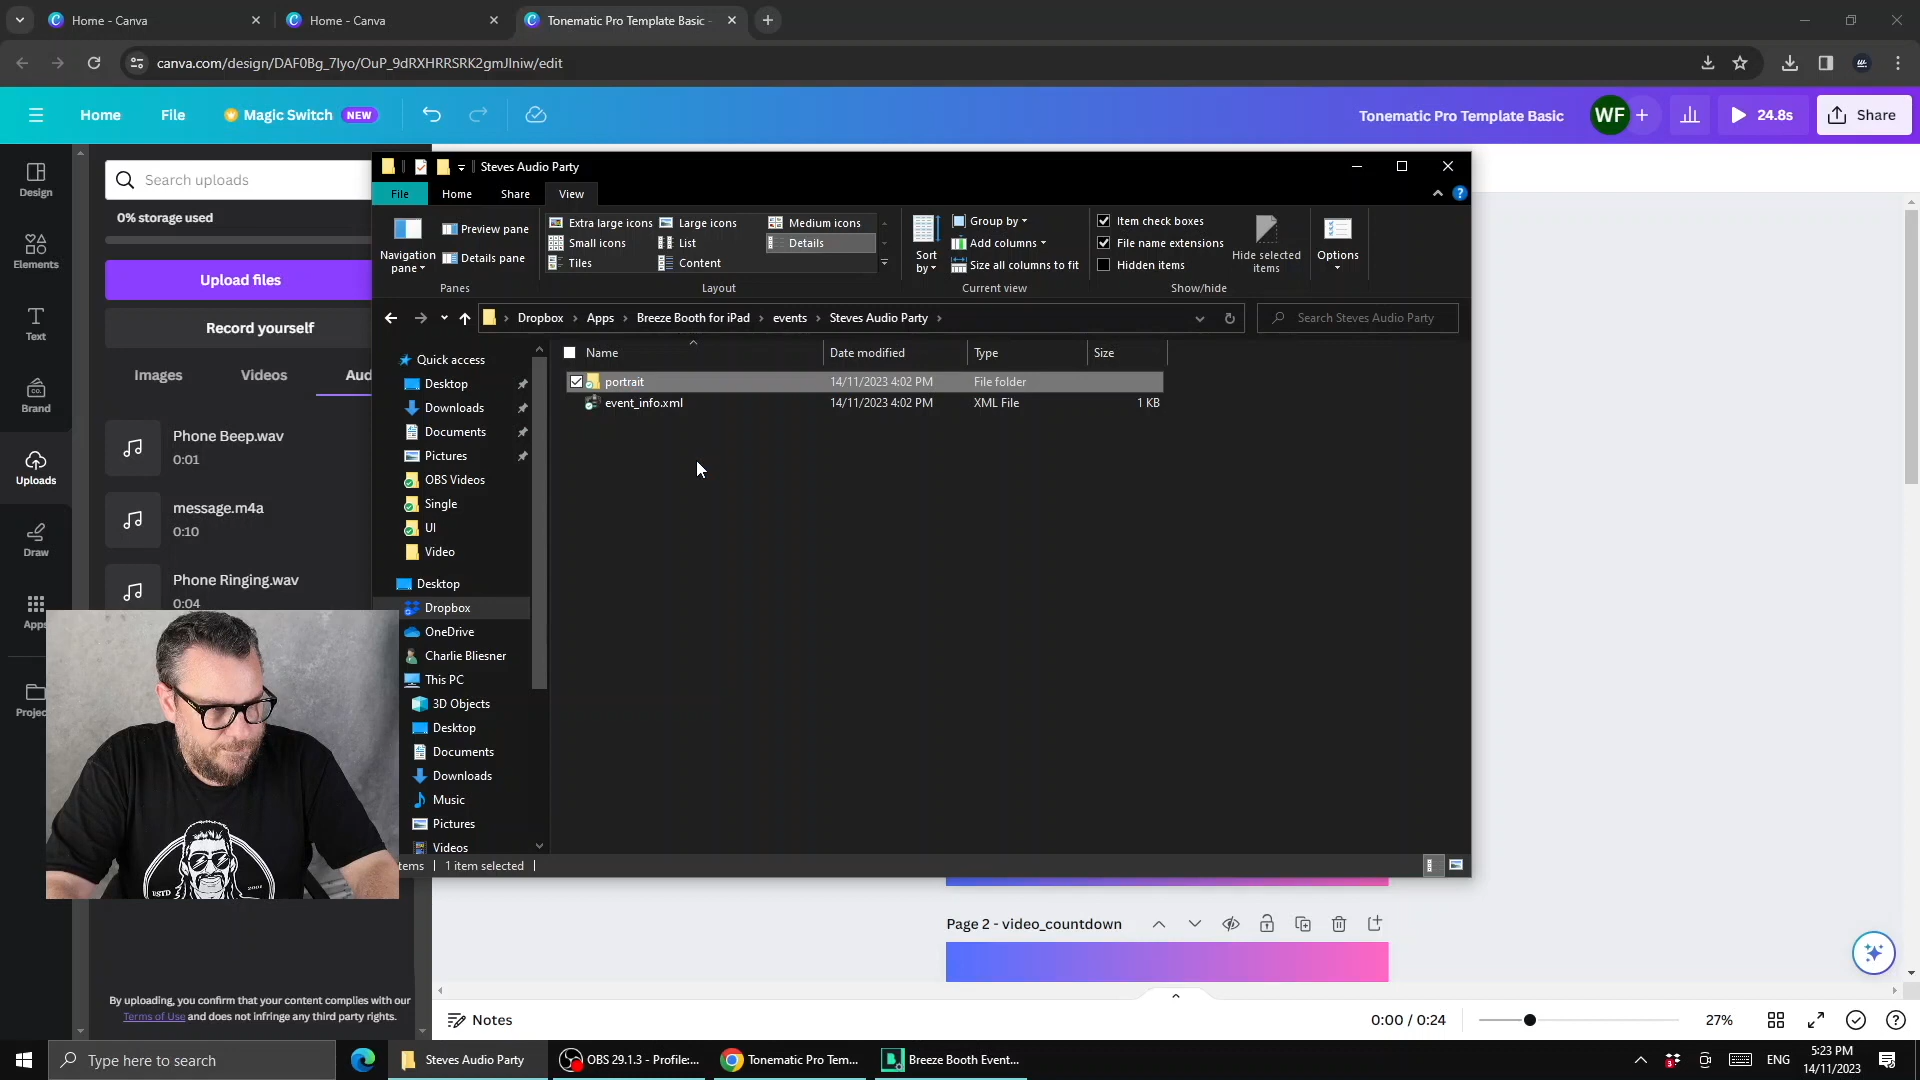 Home - Canva
Home - Canva
Tonematic Pro Template Basic -
canva.com/design/DAF0Bg_7lyo/OuP_9dRXHRRSRK2gmJlniw/edit
Home
File
Magic Switch
NEW
Tonematic Pro Template Basic
WF
24.8s
Share
Design
Elements
Text
Brand
CO.
Uploads
Draw
Apps
Projec
Search uploads
0% storage used
Upload files
Record yourself
Images
Videos
Aud
Phone Beep.wav
0:01
message.m4a
0:10
Phone Ringing.wav
0:04
By uploading, you confirm that your content complies with our
Terms of Use and does not infringe any third party rights.
Steves Audio Party
File
Home
Share
View
Navigation
pane
Preview pane
Details pane
Panes
Extra large icons
Large icons
Medium icons
Small icons
List
Details
Tiles
Content
Layout
Sort
by
Group by
Add columns
Size all columns to fit
Current view
Item check boxes
File name extensions
Hidden items
Hide selected
items
Show/hide
Options
Dropbox
Apps
Breeze Booth for iPad
events
Steves Audio Party
Search Steves Audio Party
Name
Date modified
Type
Size
portrait
14/11/2023 4:02 PM
File folder
event_info.xml
14/11/2023 4:02 PM
XML File
1 KB
Quick access
Desktop
Downloads
Documents
Pictures
OBS Videos
Single
UI
Video
Desktop
Dropbox
OneDrive
Charlie Bliesner
This PC
3D Objects
Desktop
Documents
Downloads
Music
Pictures
Videos
tems
1 item selected
USTD
2001
Page 2 - video_countdown
Notes
0:00 / 0:24
27%
Type here to search
Steves Audio Party
OBS 29.1.3 - Profile:...
Tonematic Pro Tem...
Breeze Booth Event...
ENG
5:23 PM
14/11/2023